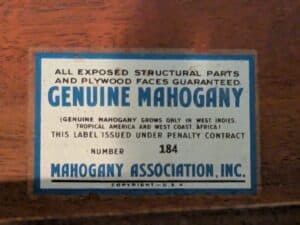 ALL EXPOSED STRUCTURAL PARTS
AND PLYWOOD FACES GUARANTEED
GENUINE MAHOGANY
(GENUINE MAHOGANY GROWS ONLY IN WEST INDIES,
TROPICAL AMERICA AND WEST COAST, AFRICA)
THIS LABEL ISSUED UNDER PENALTY CONTRACT
NUMBER 184
MAHOGANY ASSOCIATION, INC.
COPYRIGHT - U.S.A